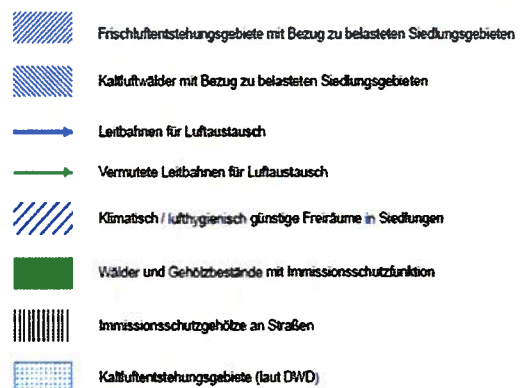 Frischluftentstehungsgebiete mit Bezug zu belasteten Siedlungsgebieten
Kaltluftwälder mit Bezug zu belasteten Siedlungsgebieten
Leitbahnen für Luftaustausch
Vermutete Leitbahnen für Luftaustausch
Klimatisch / lufthygienisch günstige Freiräume in Siedlungen
Wälder und Gehölzbestände mit Immissionsschutzfunktion
Immissionsschutzgehölze an Straßen
Kaltluftentstehungsgebiete (laut DWD)